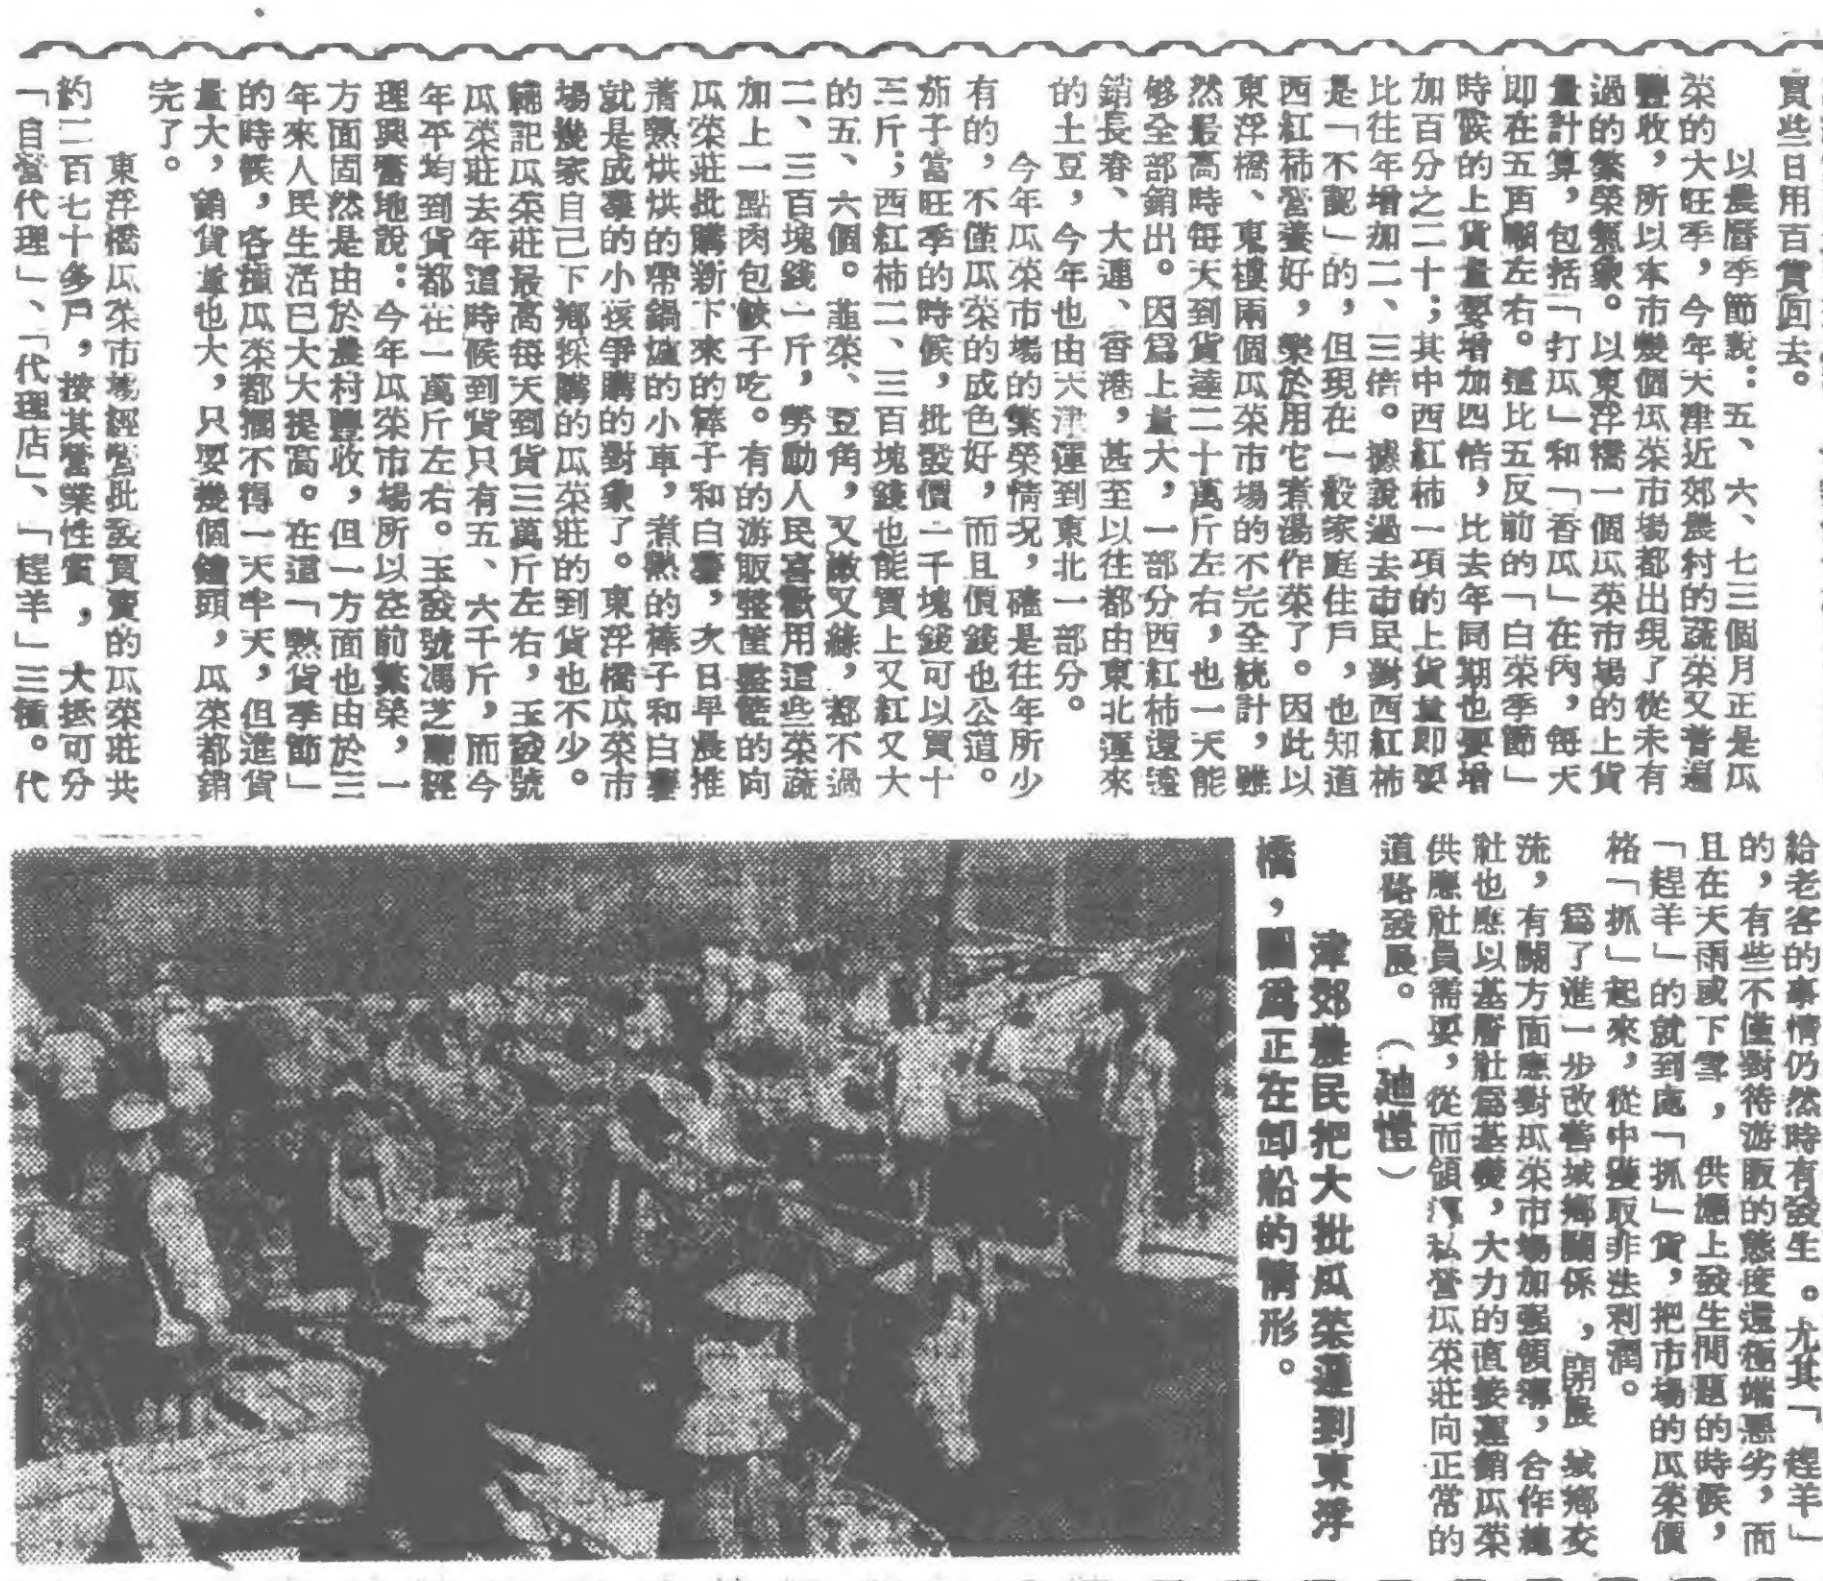 買些日用百貨回去。
以農曆季節說：五、六、七三個月正是瓜
菜的大旺季，今年天津近郊農村的蔬菜又普遍
豐收，所以本市幾個瓜菜市場都出現了從未有
過的繁榮氣象。以東浮橋一個瓜菜市場的上貨
量計算，包括「打瓜」和「香瓜」在內，每天
即在五百噸左右。這比五反前的「白菜季節」
時候的上貨量要增加四倍，比去年同期也要增
加百分之二十；其中西紅柿一項的上貨量即要
比往年增加二、三倍。據說過去市民對西紅柿
是「不認」的，但現在一般家庭住戶，也知道
西紅柿營養好，樂於用它煮湯作菜了。因此以
東浮橋、東樓兩個瓜菜市場的不完全統計，雖
然最高時每天到貨達二十萬斤左右，也一天能
够全部銷出。因爲上量大，一部分西紅柿還遠
銷長春、大連、香港，甚至以往都由東北運來
的土豆，今年也由天津運到東北一部分。
今年瓜菜市場的繁榮情况，確是往年所少
有的，不僅瓜菜的成色好，而且價錢也公道。
茄子當旺季的時候，批發價一千塊錢可以買十
三斤；西紅柿二、三百塊錢也能買上又紅又大
的五、六個。韮菜、豆角，又嫩又綠，都不過
二、三百塊錢一斤，勞動人民喜歡用這些菜蔬
加上一點肉包餃子吃。有的游販整筐整籃的向
瓜菜莊批購新下來的棒子和白薯，次日早晨推
着熱烘烘的帶鍋爐的小車，煮熟的棒子和白薯
就是成羣的小孩爭購的對象了。東浮橋瓜菜市
場幾家自己下鄉採購的瓜菜莊的到貨也不少。
輔記瓜菜莊最高每天到貨三萬斤左右，玉發號
瓜菜莊去年這時候到貨只有五、六千斤，而今
年平均到貨都在一萬斤左右。玉發號馮芝 經
理興奮地說：今年瓜菜市場所以空前繁榮，一
方面固然是由於農村豐收，但一方面也由於三
年來人民生活已大大提高。在這「熟貨季節」
的時候，各種瓜菜都擱不得一天半天，但進貨
量大，銷貨量也大，只要幾個鐘頭，瓜菜都銷
完了。
東浮橋瓜菜市場經營批發買賣的瓜菜莊共
約二百七十多戶，按其營業性質，大抵可分
「自營代理」、「代理店」、「趕羊」三種。代
給老客的事情仍然時有發生。尤其「趕羊」
的，有些不僅對待游販的態度還極端惡劣，而
且在天雨或下雪，供應上發生問題的時候，
「趕羊」的就到處「抓」貨，把市場的瓜菜價
格「抓」起來，從中獲取非法利潤。
爲了進一步改善城鄉關係，開展城鄉交
流，有關方面應對瓜菜市場加強領導，合作總
社也應以基層社爲基礎，大力的直接運銷瓜菜
供應社員需要，從而領導私營瓜菜莊向正常的
道路發展。（ ）
津郊農民把大批瓜菜運到東浮
橋，圖爲正在卸船的情形。